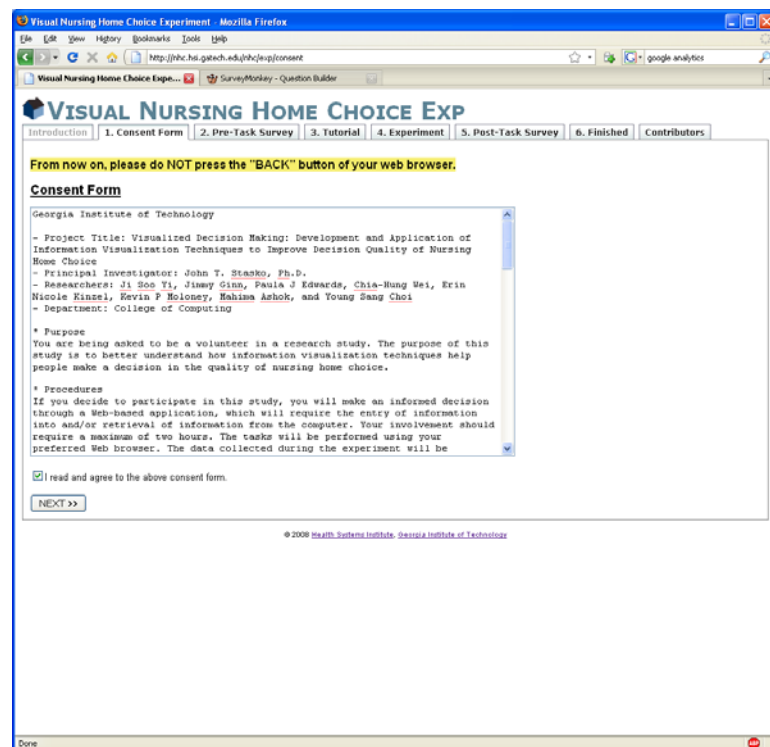 Visual Nursing Home Choice Experiment - Mozilla Firefox
File Edit View History Bookmarks Tools Help
http://nhc.hsi.gatech.edu/nhc/exp/consent
google analytics
Visual Nursing Home Choice Expe...
SurveyMonkey - Question Builder
VISUAL NURSING HOME CHOICE EXP
Introduction 1. Consent Form 2. Pre-Task Survey 3. Tutorial 4. Experiment 5. Post-Task Survey 6. Finished Contributors
From now on, please do NOT press the "BACK" button of your web browser.
Consent Form
Georgia Institute of Technology
- Project Title: Visualized Decision Making: Development and Application of
Information Visualization Techniques to Improve Decision Quality of Nursing
Home Choice
- Principal Investigator: John T. Stasko, Ph.D.
- Researchers: Ji Soo Yi, Jimmy Ginn, Paula J Edwards, Chia-Hung Wei, Erin
Nicole Kinzel, Kevin P Moloney, Mahima Ashok, and Young Sang Choi
- Department: College of Computing
* Purpose
You are being asked to be a volunteer in a research study. The purpose of this
study is to better understand how information visualization techniques help
people make a decision in the quality of nursing home choice.
* Procedures
If you decide to participate in this study, you will make an informed decision
through a Web-based application, which will require the entry of information
into and/or retrieval of information from the computer. Your involvement should
require a maximum of two hours. The tasks will be performed using your
preferred Web browser. The data collected during the experiment will be
I read and agree to the above consent form.
NEXT >>
© 2008 Health Systems Institute, Georgia Institute of Technology
Done
ABP